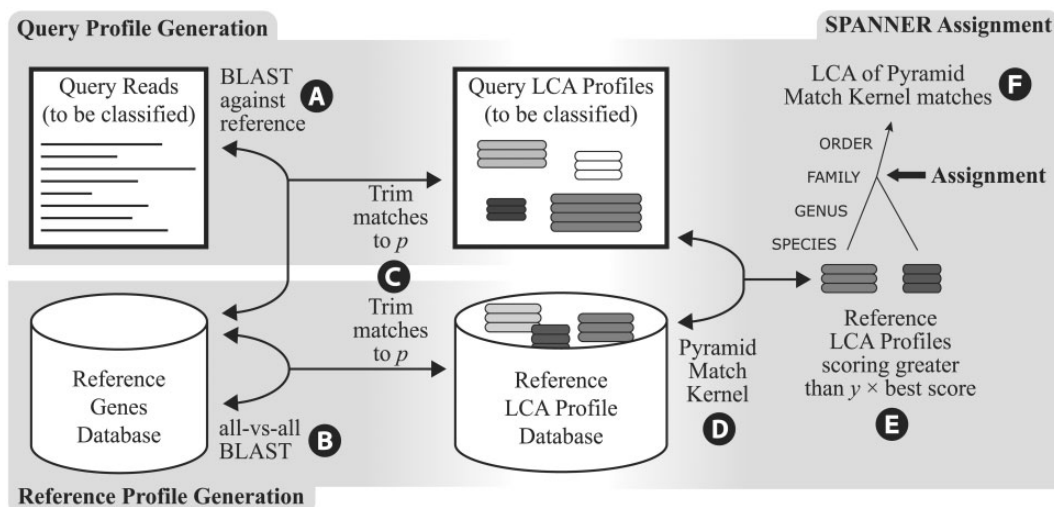 Query Profile Generation
SPANNER Assignment
Query Reads
(to be classified)
BLAST
against
reference
A
Query LCA Profiles
(to be classified)
LCA of Pyramid
Match Kernel matches
F
ORDER
FAMILY
Assignment
GENUS
SPECIES
Trim
matches
to p
C
Trim
matches
to p
Reference
Genes
Database
all-vs-all
BLAST
B
Reference
LCA Profile
Database
Pyramid
Match
Kernel
D
Reference
LCA Profiles
scoring greater
than y × best score
E
Reference Profile Generation